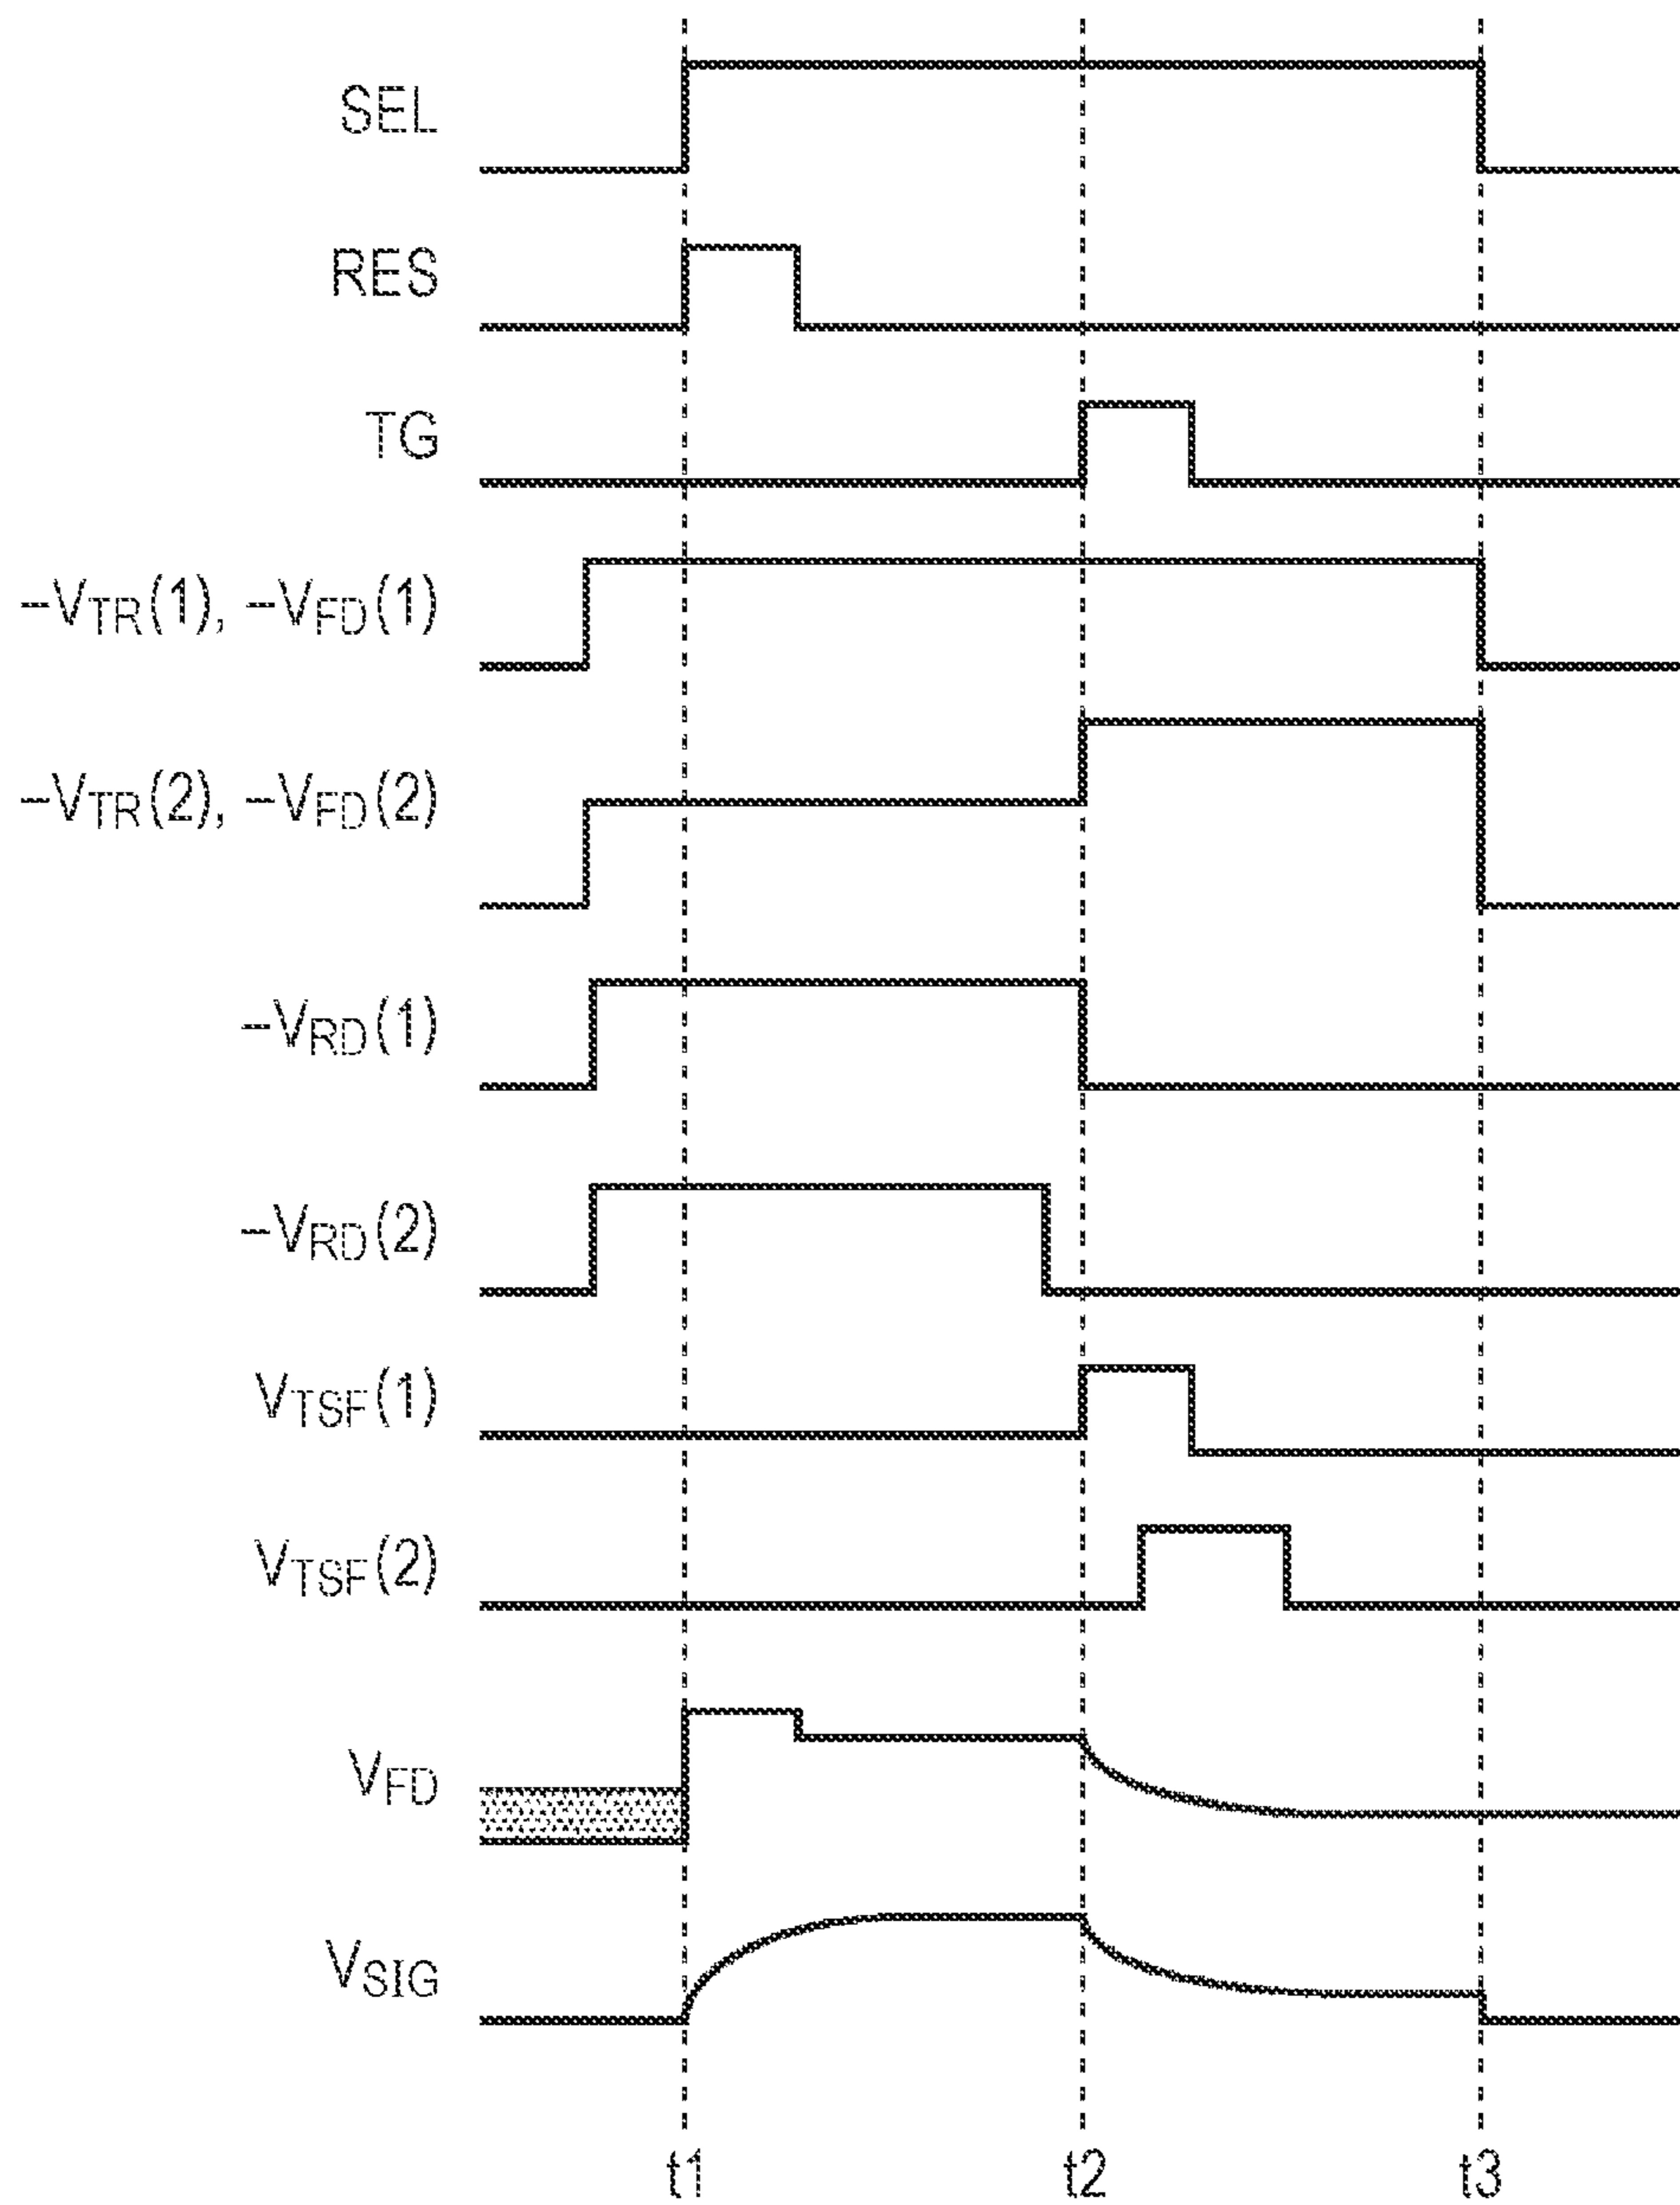 SEL
RES
TG
–VTR(1), –VFD(1)
–VTR(2), –VFD(2)
–VRD(1)
–VRD(2)
VTSF(1)
VTSF(2)
VFD
VSIG
t1 t2 t3